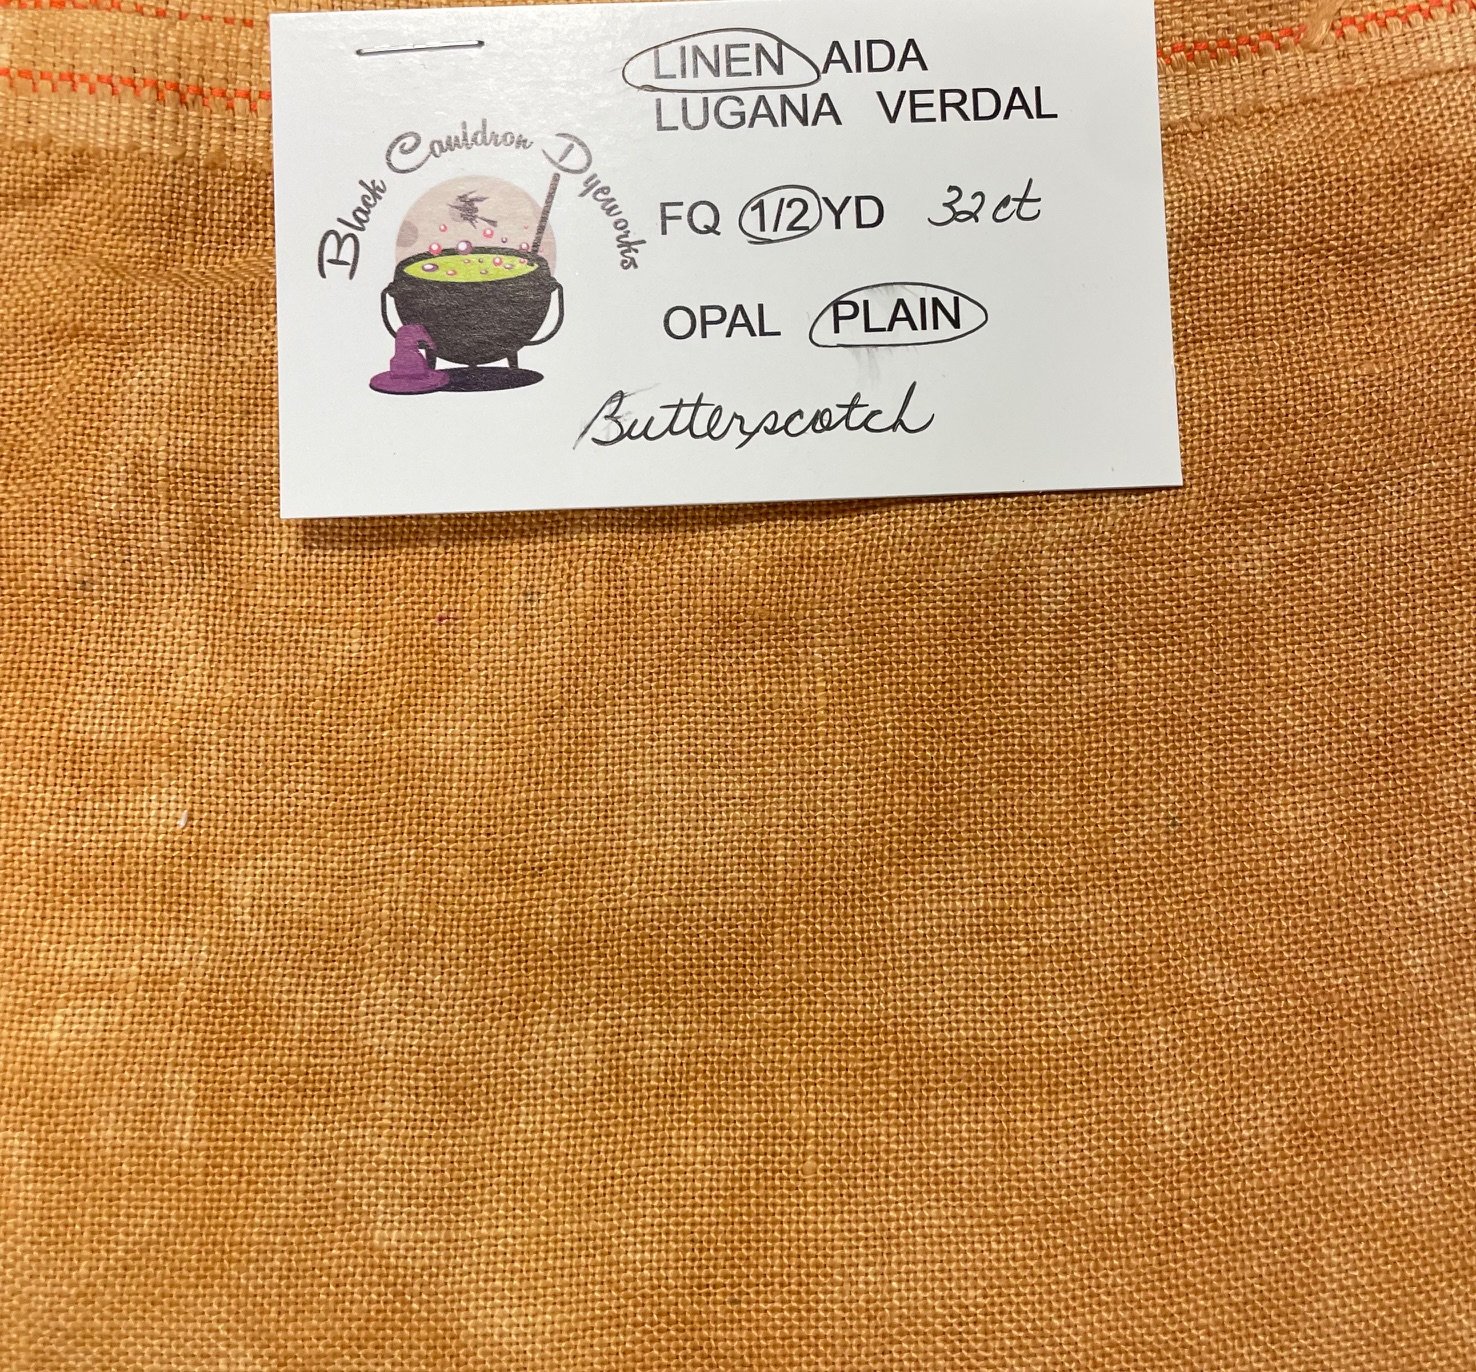 Black Cauldron Dyeworks
LINEN AIDA
LUGANA VERDAL
FQ 1/2 YD 32ct
OPAL PLAIN
Butterscotch